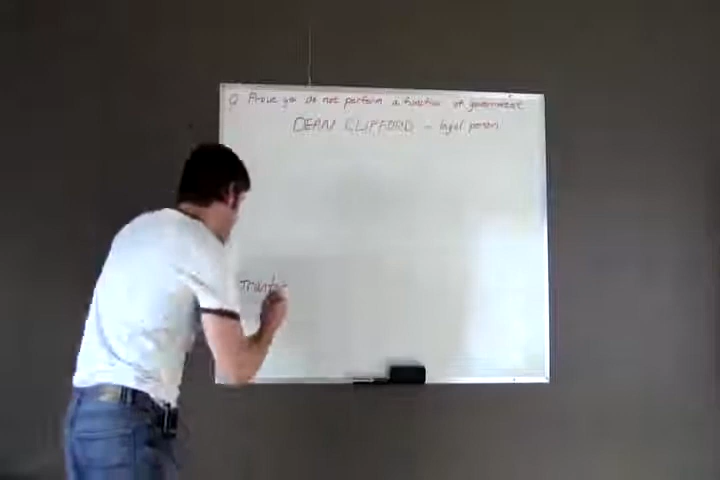 Q Prove you do not perform a function of government
DEAN CLIFFORD - legal person